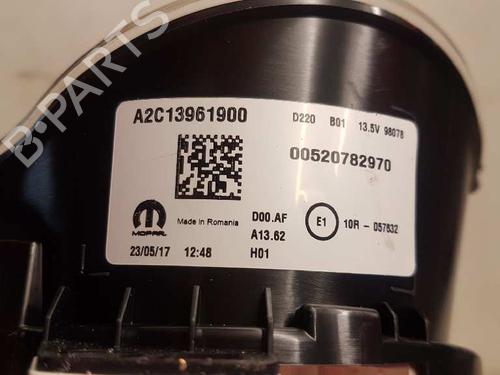 B-PARTS
A2C13961900
D220 B01 13.5V 98078
00520782970
MOPAR
Made in Romania
D00.AF
A13.62
H01
E1
10R - 057632
23/05/17 12:48